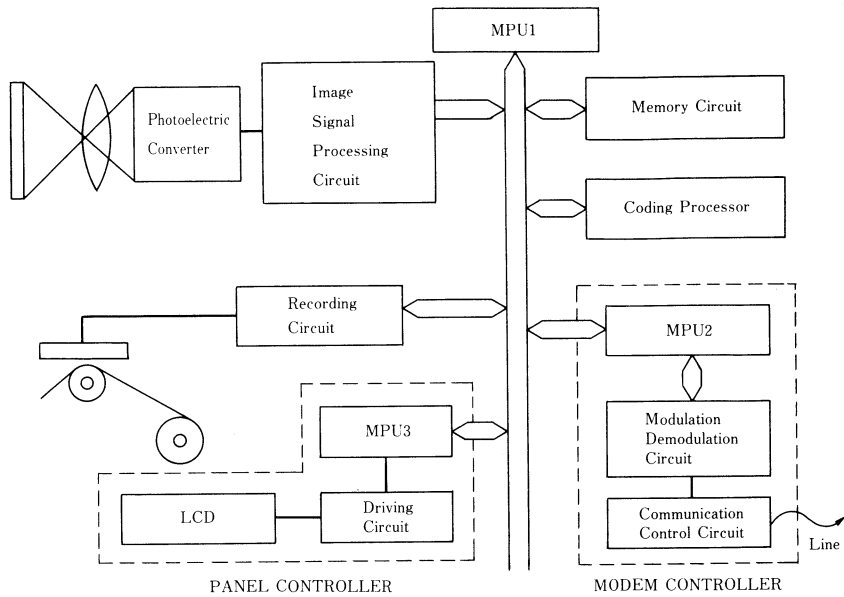 MPU1
Photoelectric
Converter
Image
Signal
Processing
Circuit
Memory Circuit
Coding Processor
Recording
Circuit
MPU2
MPU3
Modulation
Demodulation
Circuit
LCD
Driving
Circuit
Communication
Control Circuit
Line
PANEL CONTROLLER
MODEM CONTROLLER